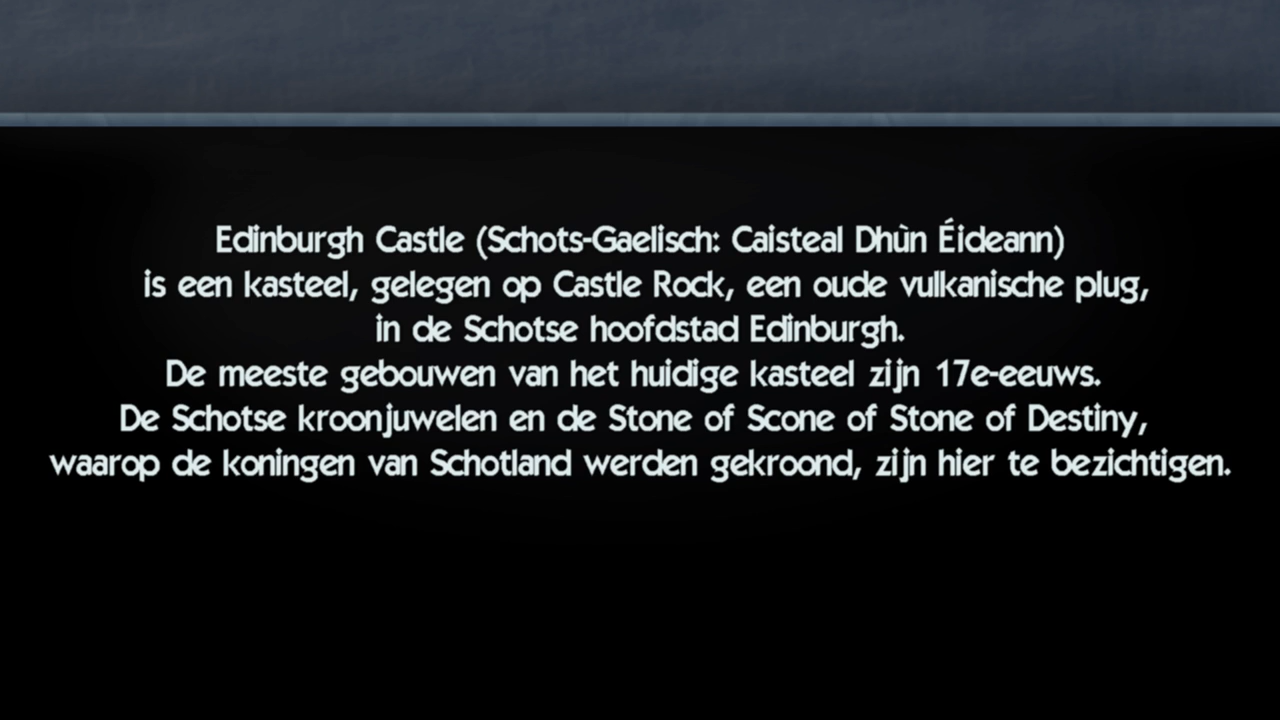 Edinburgh Castle (Schots-Gaelisch: Caisteal Dhùn Éideann)
is een kasteel, gelegen op Castle Rock, een oude vulkanische plug,
in de Schotse hoofdstad Edinburgh.
De meeste gebouwen van het huidige kasteel zijn 17e-eeuws.
De Schotse kroonjuwelen en de Stone of Scone of Stone of Destiny,
waarop de koningen van Schotland werden gekroond, zijn hier te bezichtigen.